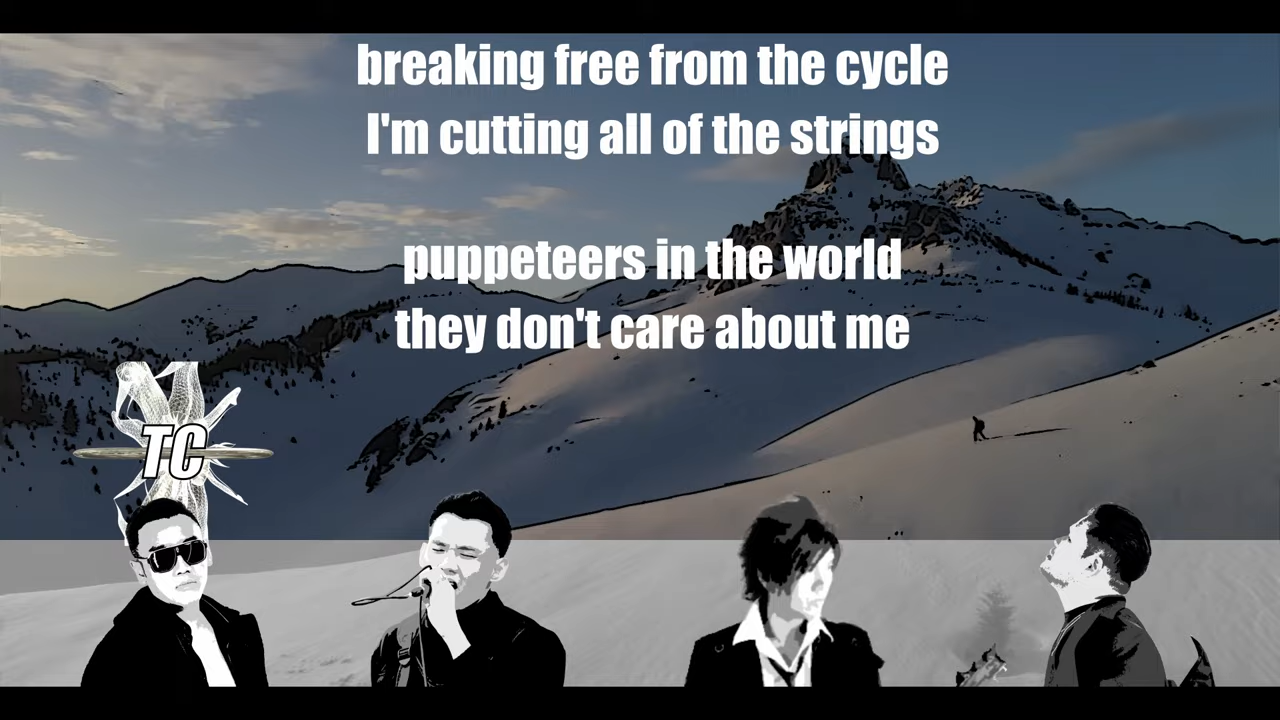 breaking free from the cycle
I'm cutting all of the strings
puppeteers in the world
they don't care about me
TC